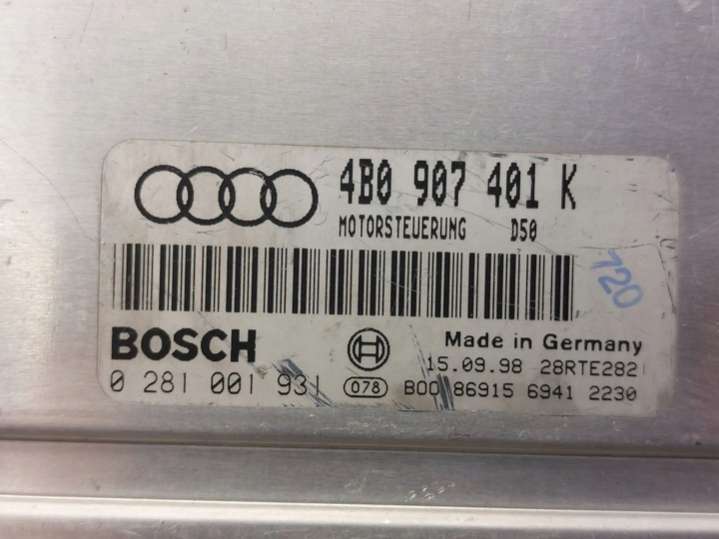 4B0 907 401 K
MOTORSTEUERUNG D50
120
BOSCH
Made in Germany
15.09.98 28RTE282
0 281 001 931
078
B00 86915 6941 2230